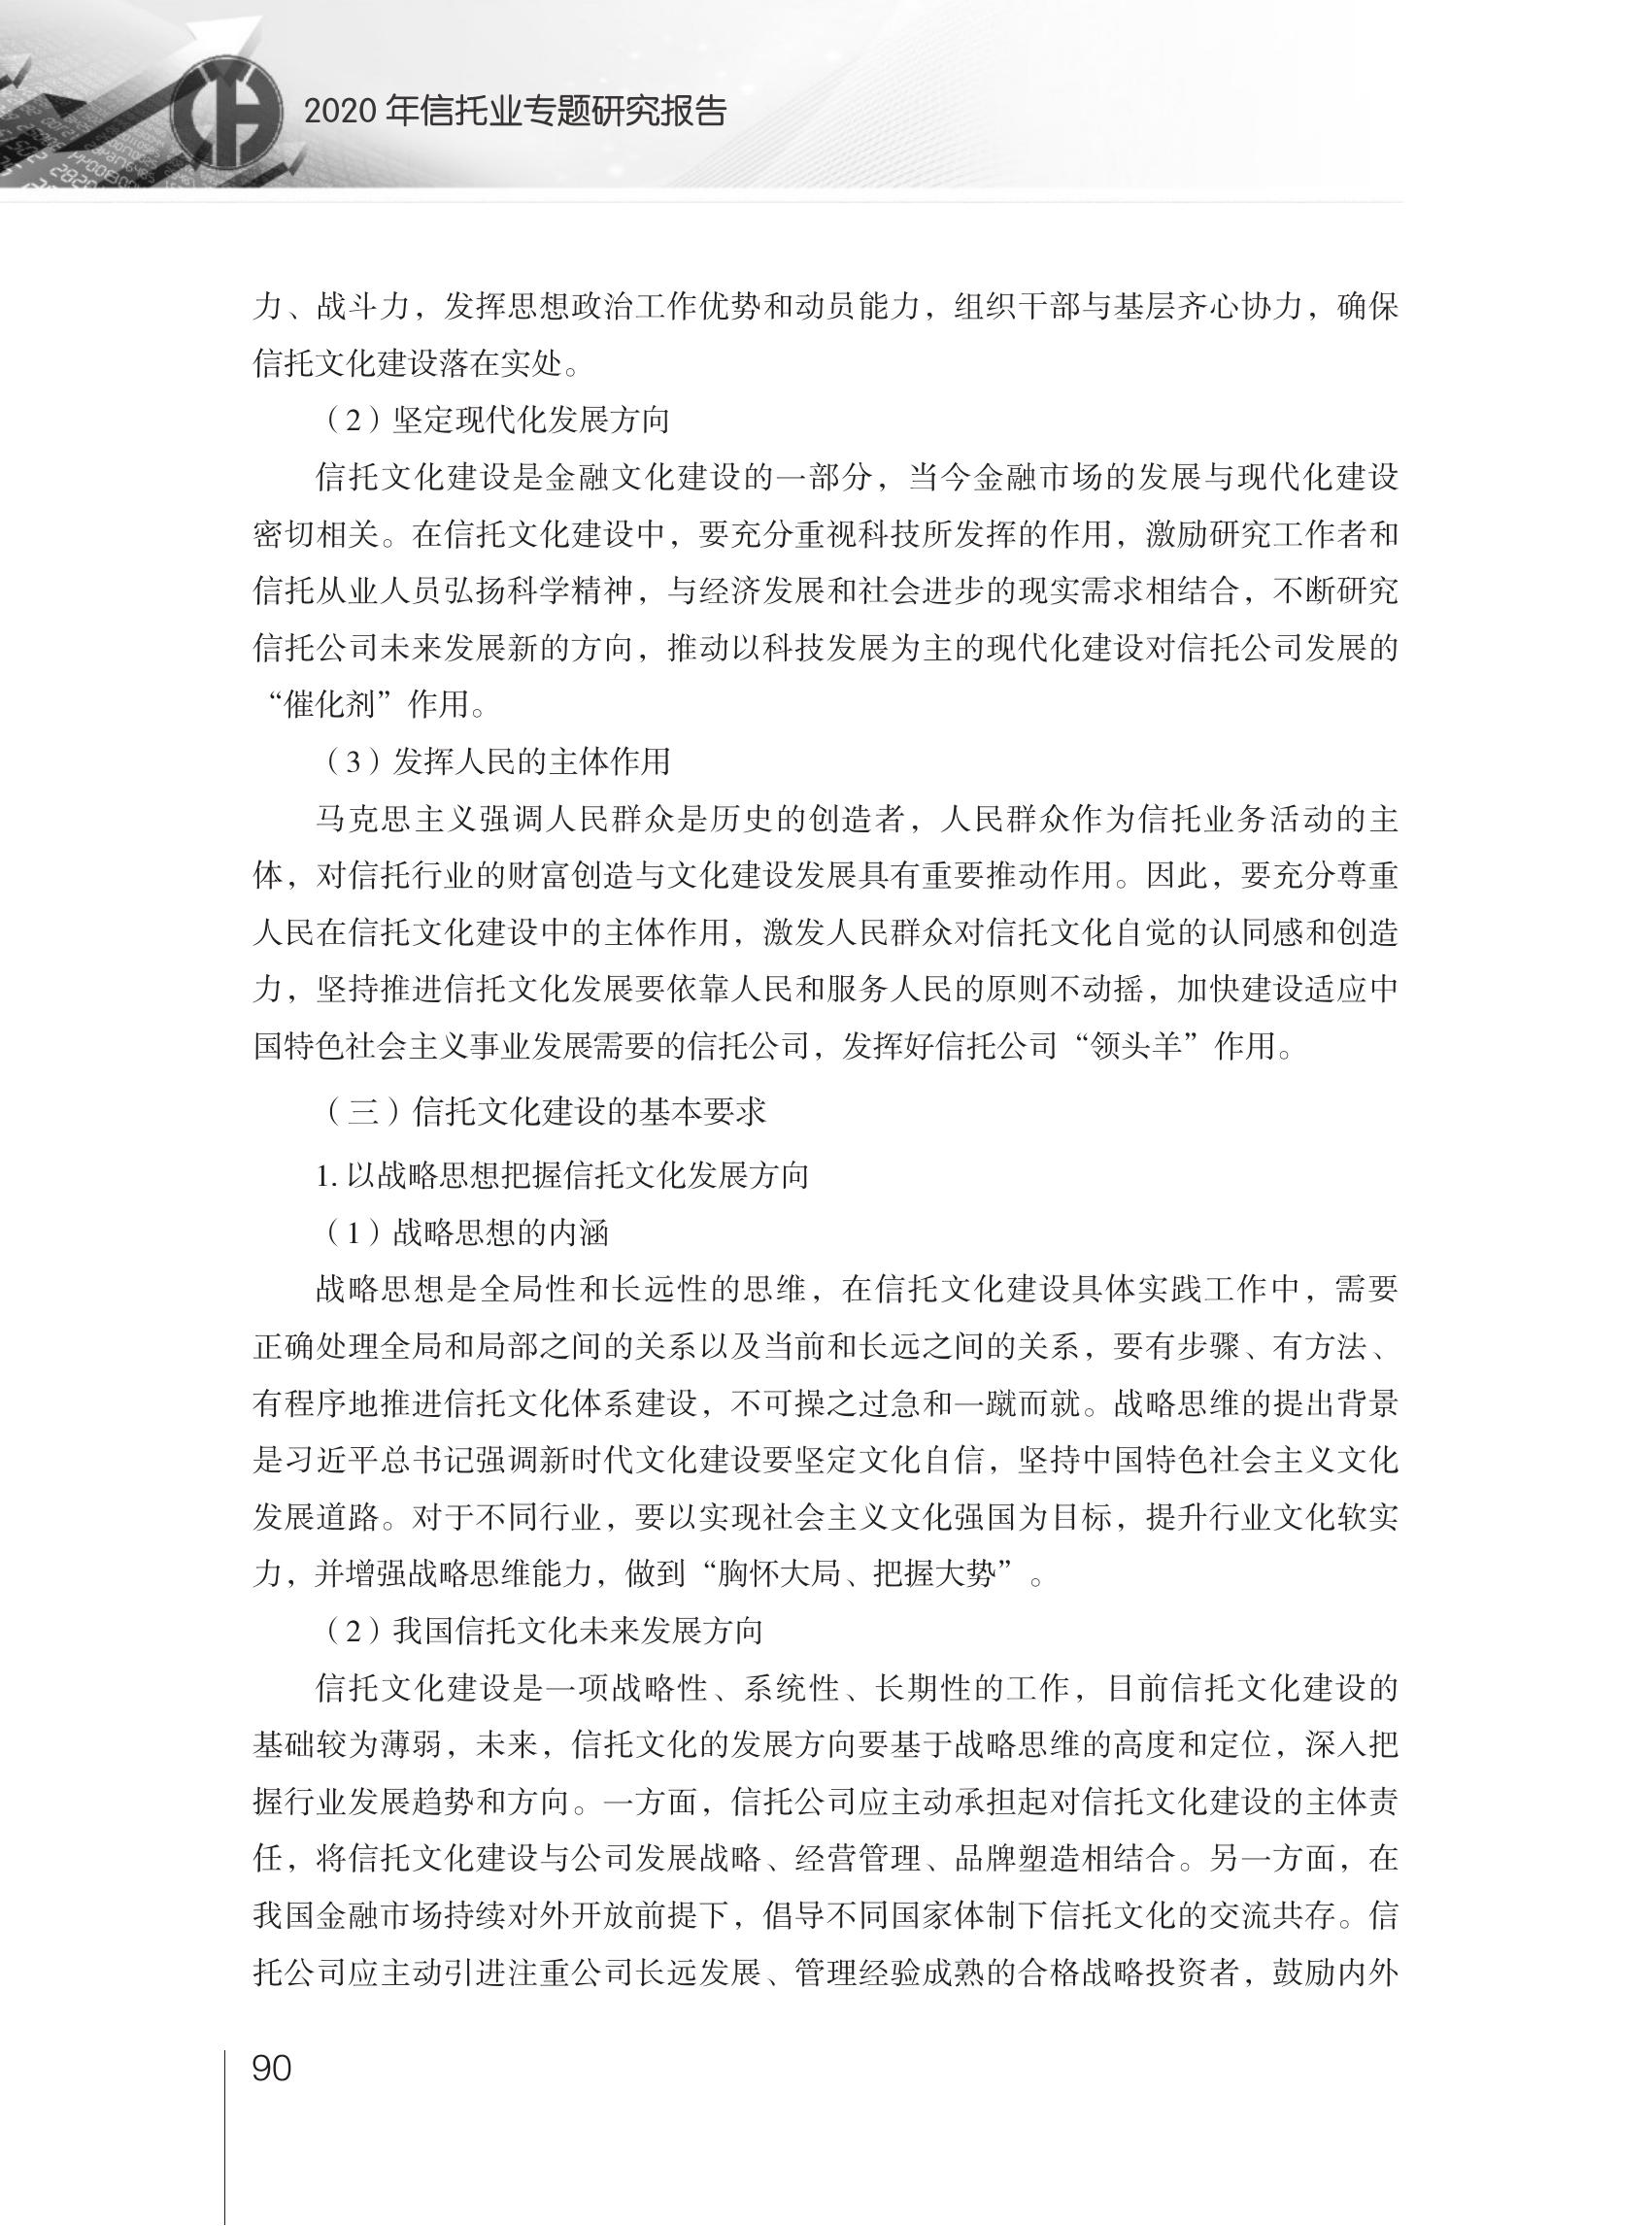 2020 年信托业专题研究报告
力、战斗力，发挥思想政治工作优势和动员能力，组织干部与基层齐心协力，确保
信托文化建设落在实处。
（2）坚定现代化发展方向
信托文化建设是金融文化建设的一部分，当今金融市场的发展与现代化建设
密切相关。在信托文化建设中，要充分重视科技所发挥的作用，激励研究工作者和
信托从业人员弘扬科学精神，与经济发展和社会进步的现实需求相结合，不断研究
信托公司未来发展新的方向，推动以科技发展为主的现代化建设对信托公司发展的
“催化剂”作用。
（3）发挥人民的主体作用
马克思主义强调人民群众是历史的创造者，人民群众作为信托业务活动的主
体，对信托行业的财富创造与文化建设发展具有重要推动作用。因此，要充分尊重
人民在信托文化建设中的主体作用，激发人民群众对信托文化自觉的认同感和创造
力，坚持推进信托文化发展要依靠人民和服务人民的原则不动摇，加快建设适应中
国特色社会主义事业发展需要的信托公司，发挥好信托公司“领头羊”作用。
（三）信托文化建设的基本要求
1. 以战略思想把握信托文化发展方向
（1）战略思想的内涵
战略思想是全局性和长远性的思维，在信托文化建设具体实践工作中，需要
正确处理全局和局部之间的关系以及当前和长远之间的关系，要有步骤、有方法、
有程序地推进信托文化体系建设，不可操之过急和一蹴而就。战略思维的提出背景
是习近平总书记强调新时代文化建设要坚定文化自信，坚持中国特色社会主义文化
发展道路。对于不同行业，要以实现社会主义文化强国为目标，提升行业文化软实
力，并增强战略思维能力，做到“胸怀大局、把握大势”。
（2）我国信托文化未来发展方向
信托文化建设是一项战略性、系统性、长期性的工作，目前信托文化建设的
基础较为薄弱，未来，信托文化的发展方向要基于战略思维的高度和定位，深入把
握行业发展趋势和方向。一方面，信托公司应主动承担起对信托文化建设的主体责
任，将信托文化建设与公司发展战略、经营管理、品牌塑造相结合。另一方面，在
我国金融市场持续对外开放前提下，倡导不同国家体制下信托文化的交流共存。信
托公司应主动引进注重公司长远发展、管理经验成熟的合格战略投资者，鼓励内外
90